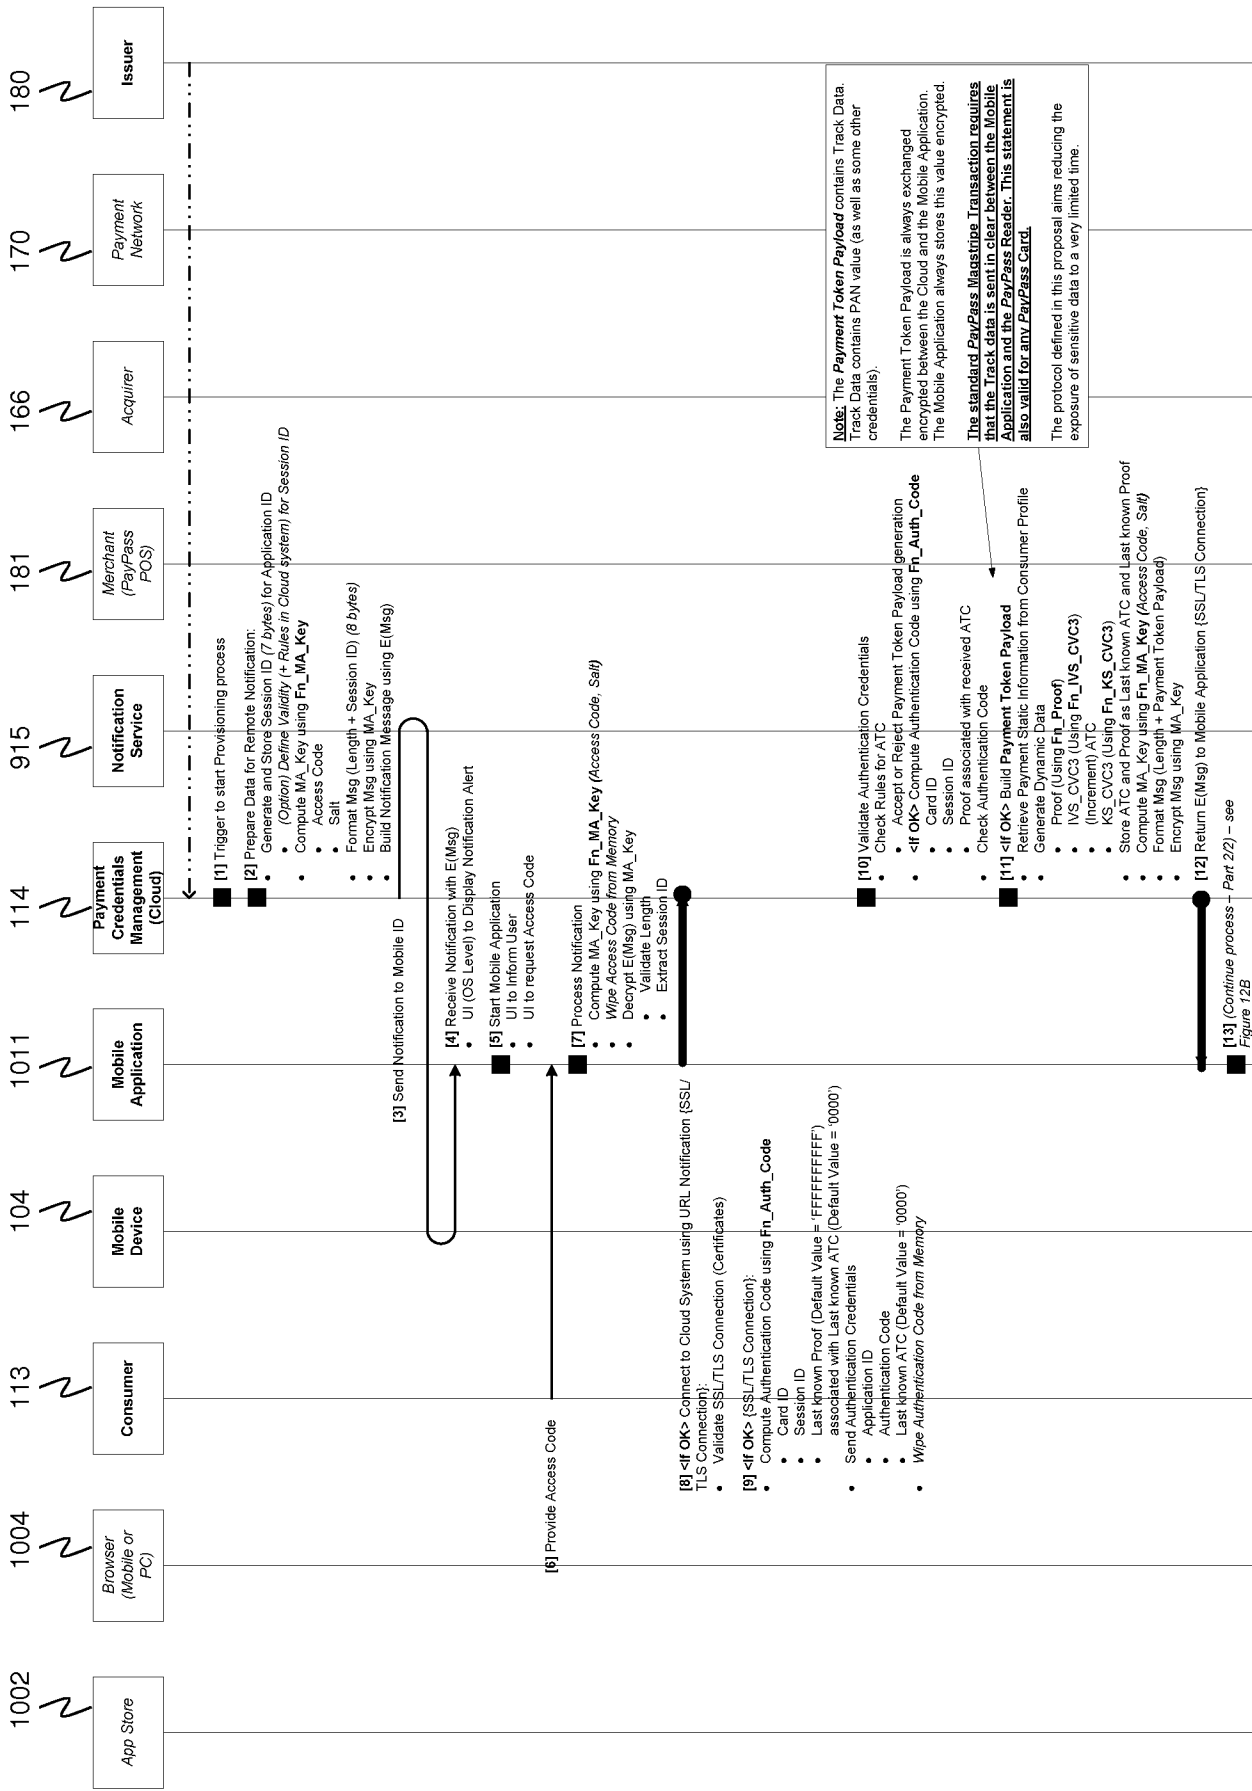 1002
1004
113
104
1011
114
915
181
166
170
180
App Store
Browser
(Mobile or
PC)
Consumer
Mobile
Device
Mobile
Application
Payment
Credentials
Management
(Cloud)
Notification
Service
Merchant
(PayPass
POS)
Acquirer
Payment
Network
Issuer
[1] Trigger to start Provisioning process
[2] Prepare Data for Remote Notification:
• Generate and Store Session ID (7 bytes) for Application ID
• (Option) Define Validity (+ Rules in Cloud system) for Session ID
• Compute MA_Key using Fn_MA_Key
• Access Code
• Salt
• Format Msg (Length + Session ID) (8 bytes)
• Encrypt Msg using MA_Key
• Build Notification Message using E(Msg)
[3] Send Notification to Mobile ID
[4] Receive Notification with E(Msg)
• UI (OS Level) to Display Notification Alert
[5] Start Mobile Application
• UI to Inform User
• UI to request Access Code
[6] Provide Access Code
[7] Process Notification
• Compute MA_Key using Fn_MA_Key (Access Code, Salt)
• Wipe Access Code from Memory
• Decrypt E(Msg) using MA_Key
• Validate Length
• Extract Session ID
[8] <If OK> Connect to Cloud System using URL Notification {SSL/
TLS Connection}:
• Validate SSL/TLS Connection (Certificates)
[9] <If OK> {SSL/TLS Connection}:
• Compute Authentication Code using Fn_Auth_Code
• Card ID
• Session ID
• Last known Proof (Default Value = 'FFFFFFFFFF')
associated with Last known ATC (Default Value = '0000')
• Send Authentication Credentials
• Application ID
• Authentication Code
• Last known ATC (Default Value = '0000')
• Wipe Authentication Code from Memory
[10] Validate Authentication Credentials
• Check Rules for ATC
• Accept or Reject Payment Token Payload generation
• <If OK> Compute Authentication Code using Fn_Auth_Code
• Card ID
• Session ID
• Proof associated with received ATC
• Check Authentication Code
[11] <If OK> Build Payment Token Payload
• Retrieve Payment Static Information from Consumer Profile
• Generate Dynamic Data
• Proof (Using Fn_Proof)
• IVS_CVC3 (Using Fn_IVS_CVC3)
• (Increment) ATC
• KS_CVC3 (Using Fn_KS_CVC3)
• Store ATC and Proof as Last known ATC and Last known Proof
• Compute MA_Key using Fn_MA_Key (Access Code, Salt)
• Format Msg (Length + Payment Token Payload)
• Encrypt Msg using MA_Key
Note: The Payment Token Payload contains Track Data.
Track Data contains PAN value (as well as some other
credentials).
The Payment Token Payload is always exchanged
encrypted between the Cloud and the Mobile Application.
The Mobile Application always stores this value encrypted.
The standard PayPass Magstripe Transaction requires
that the Track data is sent in clear between the Mobile
Application and the PayPass Reader. This statement is
also valid for any PayPass Card.
The protocol defined in this proposal aims reducing the
exposure of sensitive data to a very limited time.
[12] Return E(Msg) to Mobile Application {SSL/TLS Connection}
[13] (Continue process – Part 2/2) – see
Figure 12B